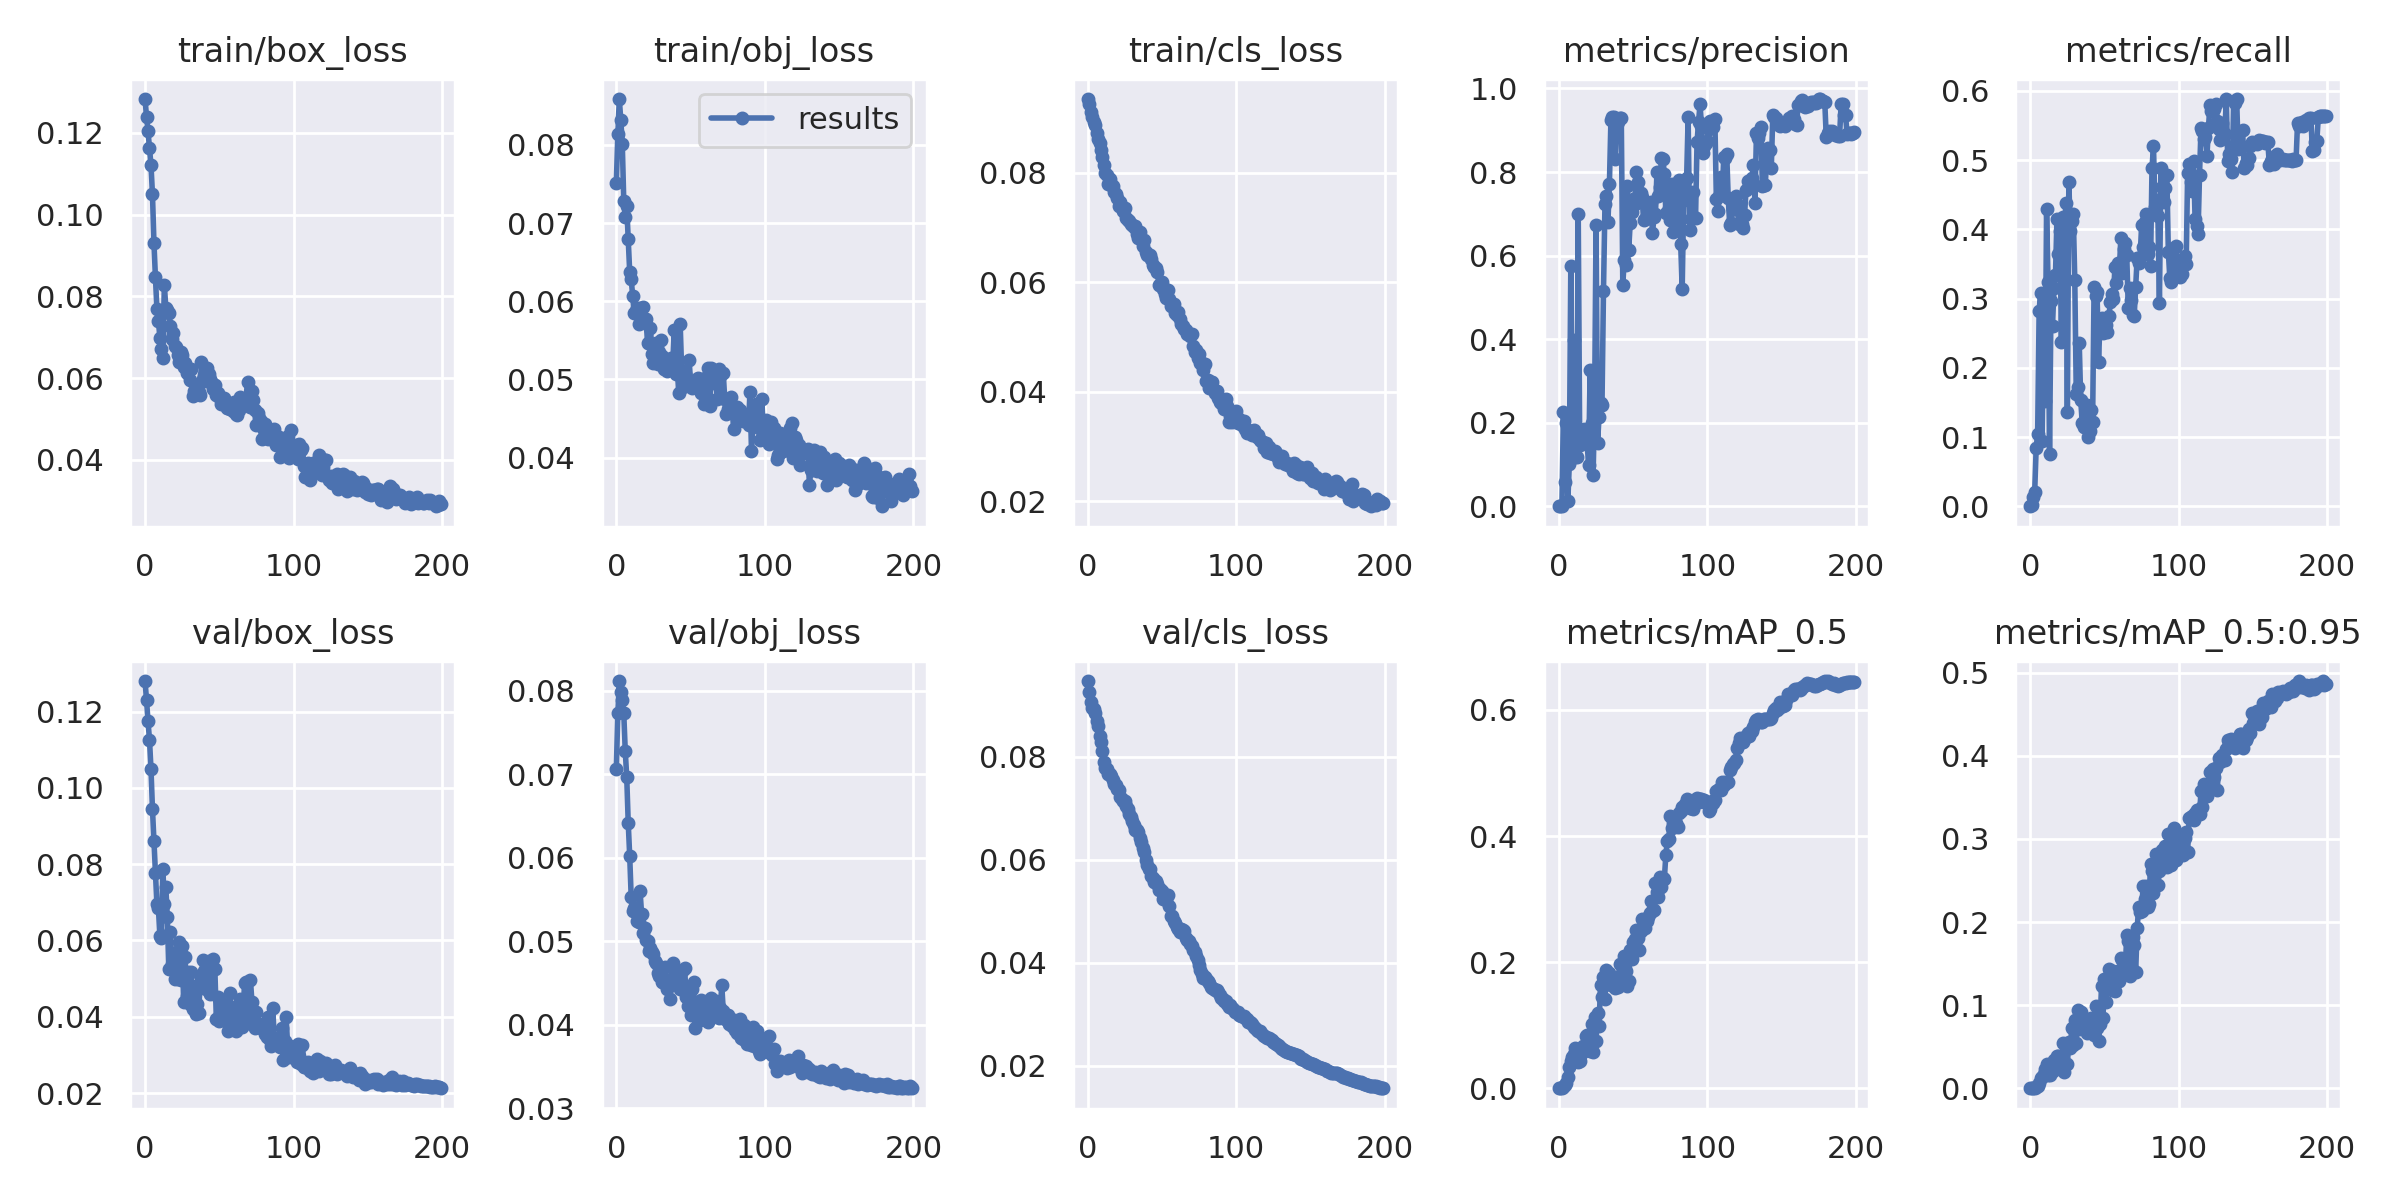 train/box_loss
0.12
0.10
0.08
0.06
0.04
0 100 200
train/obj_loss
results
0.08
0.07
0.06
0.05
0.04
0 100 200
train/cls_loss
0.08
0.06
0.04
0.02
0 100 200
metrics/precision
1.0
0.8
0.6
0.4
0.2
0.0
0 100 200
metrics/recall
0.6
0.5
0.4
0.3
0.2
0.1
0.0
0 100 200
val/box_loss
0.12
0.10
0.08
0.06
0.04
0.02
0 100 200
val/obj_loss
0.08
0.07
0.06
0.05
0.04
0.03
0 100 200
val/cls_loss
0.08
0.06
0.04
0.02
0 100 200
metrics/mAP_0.5
0.6
0.4
0.2
0.0
0 100 200
metrics/mAP_0.5:0.95
0.5
0.4
0.3
0.2
0.1
0.0
0 100 200